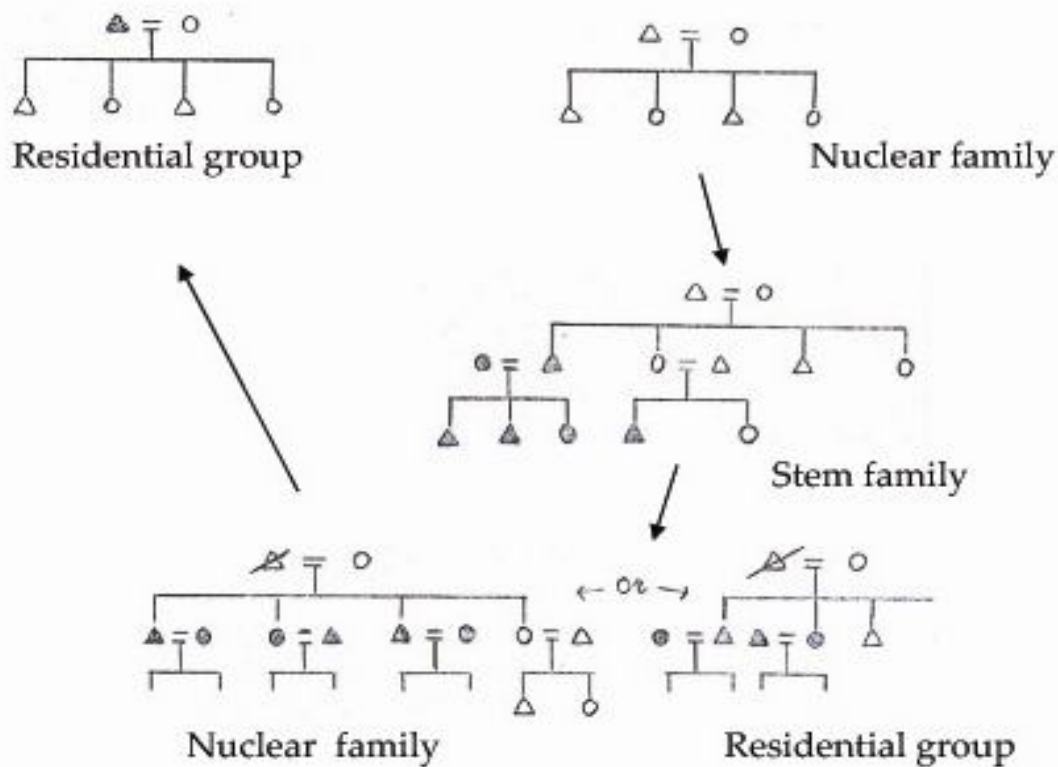 Residential group
Nuclear family
Stem family
or
Nuclear family
Residential group